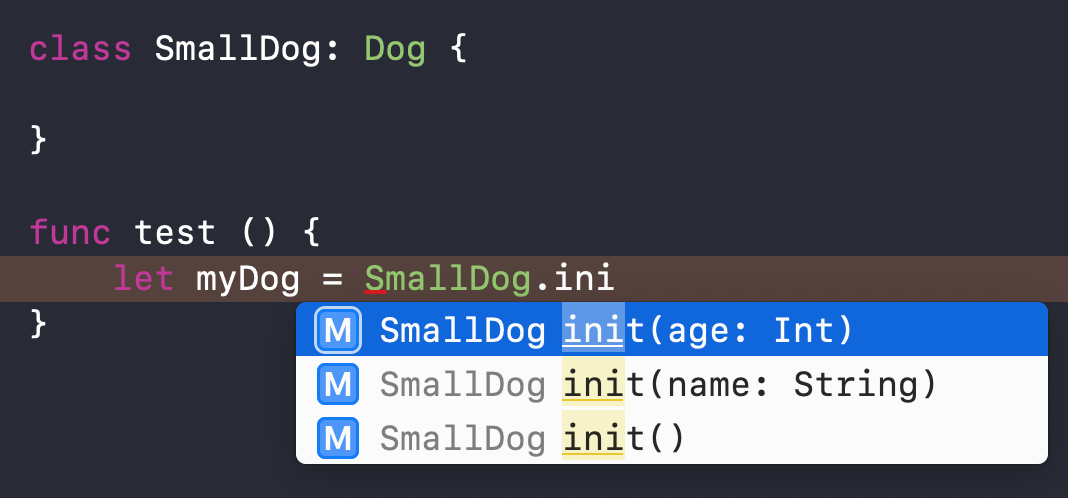 class SmallDog: Dog {
}
func test () {
let myDog = SmallDog.ini
}
M SmallDog init(age: Int)
M SmallDog init(name: String)
M SmallDog init()